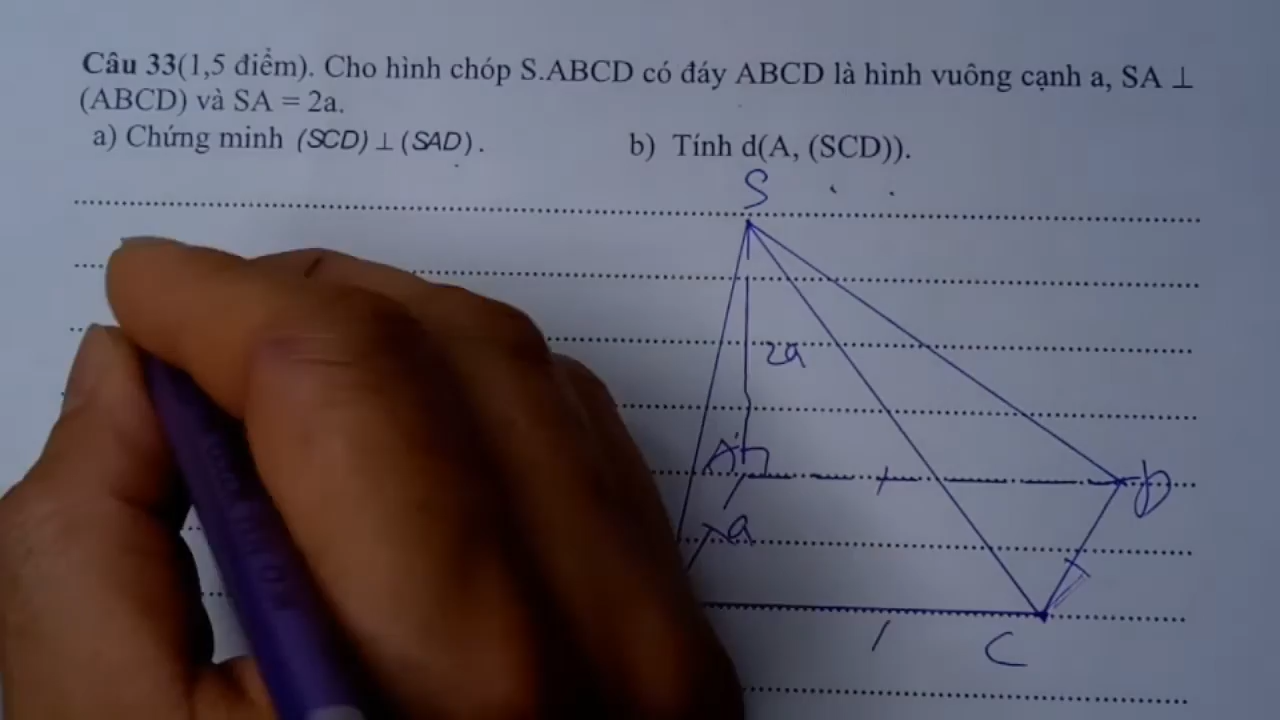 Câu 33(1,5 điểm). Cho hình chóp S.ABCD có đáy ABCD là hình vuông cạnh a, SA ⊥
(ABCD) và SA = 2a.
a) Chứng minh (SCD) ⊥ (SAD). b) Tính d(A, (SCD)).
S
2a
A
D
a
C